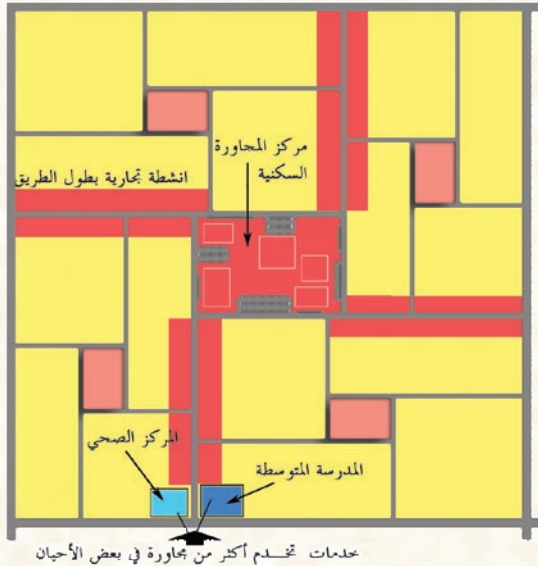 مركز المجاورة
السكنية
انشطة تجارية بطول الطريق
المركز الصحي
المدرسة المتوسطة
خدمات تخدم أكثر من مجاورة في بعض الأحيان